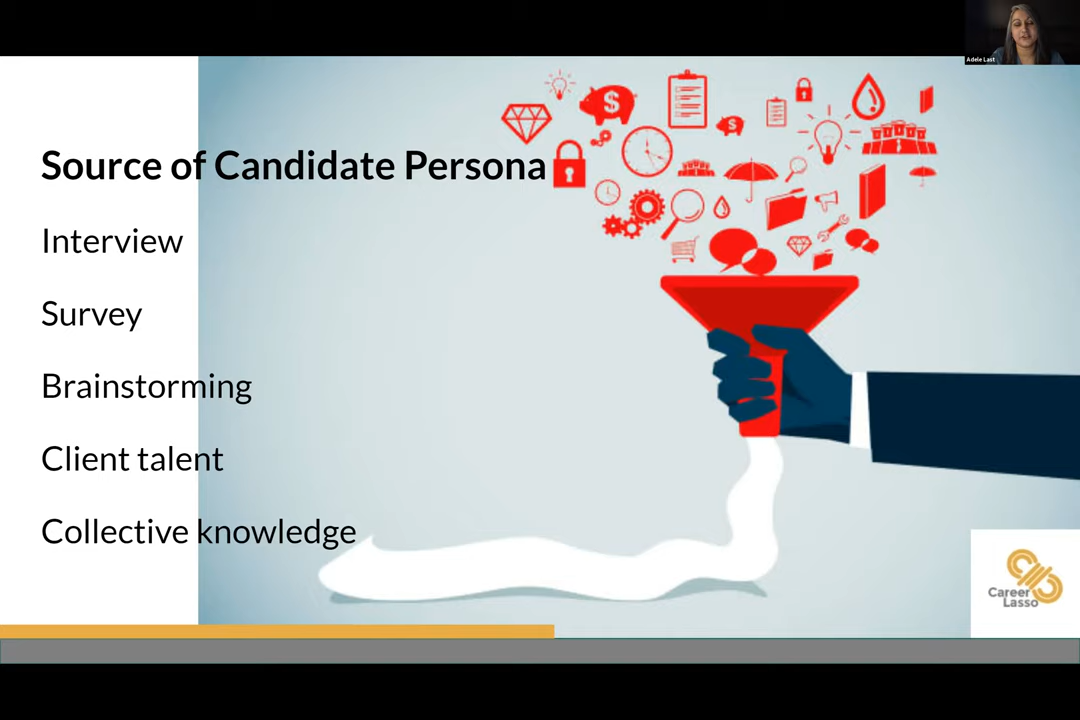 Adele Last
Source of Candidate Persona
$
$
Interview
Survey
Brainstorming
Client talent
Collective knowledge
Career
Lasso